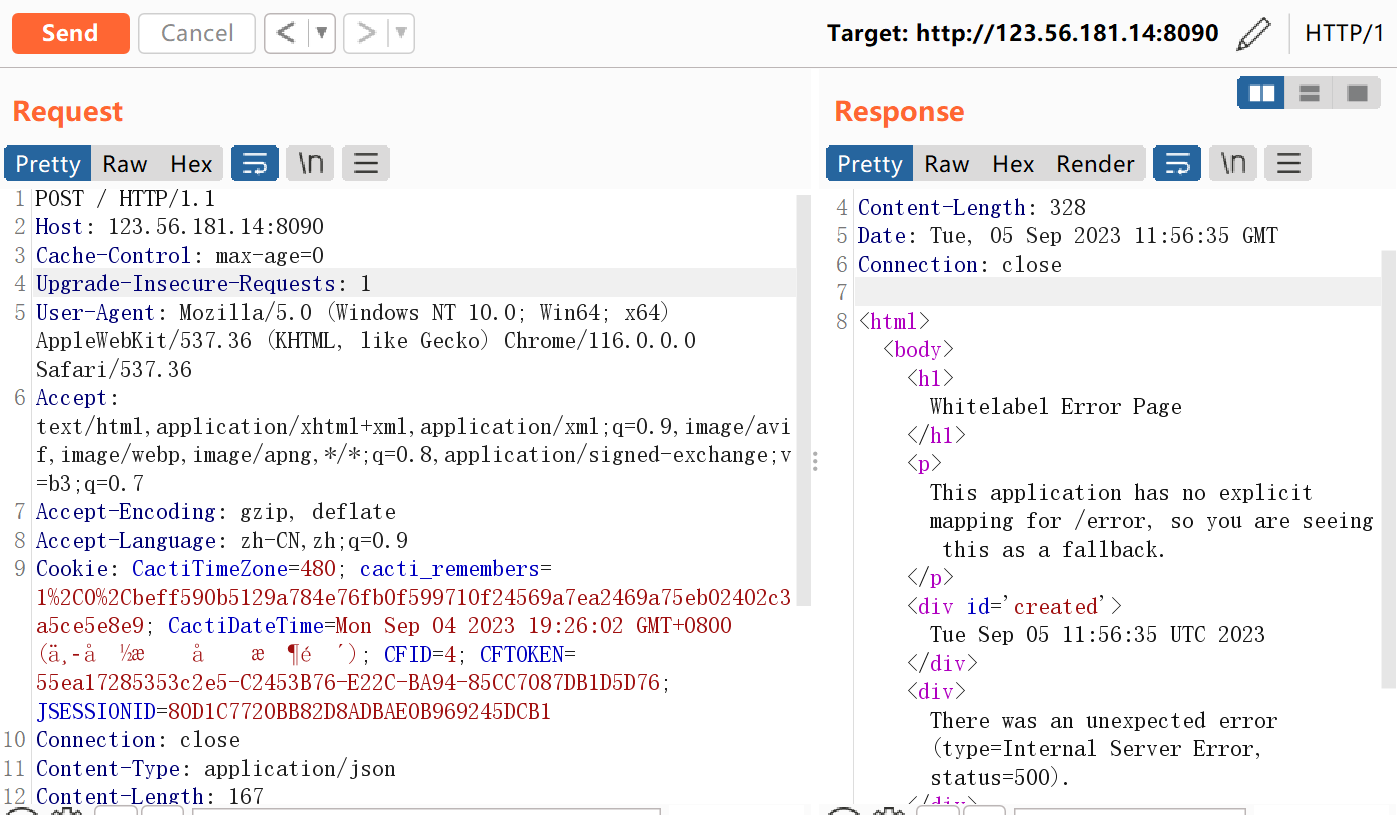 Send Cancel < ▼ > ▼ Target: http://123.56.181.14:8090 HTTP/1
Request
Pretty Raw Hex \n
1 POST / HTTP/1.1
2 Host: 123.56.181.14:8090
3 Cache-Control: max-age=0
4 Upgrade-Insecure-Requests: 1
5 User-Agent: Mozilla/5.0 (Windows NT 10.0; Win64; x64)
AppleWebKit/537.36 (KHTML, like Gecko) Chrome/116.0.0.0
Safari/537.36
6 Accept:
text/html,application/xhtml+xml,application/xml;q=0.9,image/avi
f,image/webp,image/apng,*/*;q=0.8,application/signed-exchange;v
=b3;q=0.7
7 Accept-Encoding: gzip, deflate
8 Accept-Language: zh-CN,zh;q=0.9
9 Cookie: CactiTimeZone=480; cacti_remembers=
1%2C0%2Cbeff590b5129a784e76fb0f599710f24569a7ea2469a75eb02402c3
a5ce5e8e9; CactiDateTime=Mon Sep 04 2023 19:26:02 GMT+0800
(ä¸-å ½æ å æ ¶é ´); CFID=4; CFTOKEN=
55ea17285353c2e5-C2453B76-E22C-BA94-85CC7087DB1D5D76;
JSESSIONID=80D1C7720BB82D8ADBAE0B969245DCB1
10 Connection: close
11 Content-Type: application/json
12 Content-Length: 167
Response
Pretty Raw Hex Render \n
4 Content-Length: 328
5 Date: Tue, 05 Sep 2023 11:56:35 GMT
6 Connection: close
7
8 <html>
<body>
<h1>
Whitelabel Error Page
</h1>
<p>
This application has no explicit
mapping for /error, so you are seeing
this as a fallback.
</p>
<div id='created'>
Tue Sep 05 11:56:35 UTC 2023
</div>
<div>
There was an unexpected error
(type=Internal Server Error,
status=500).
</div>